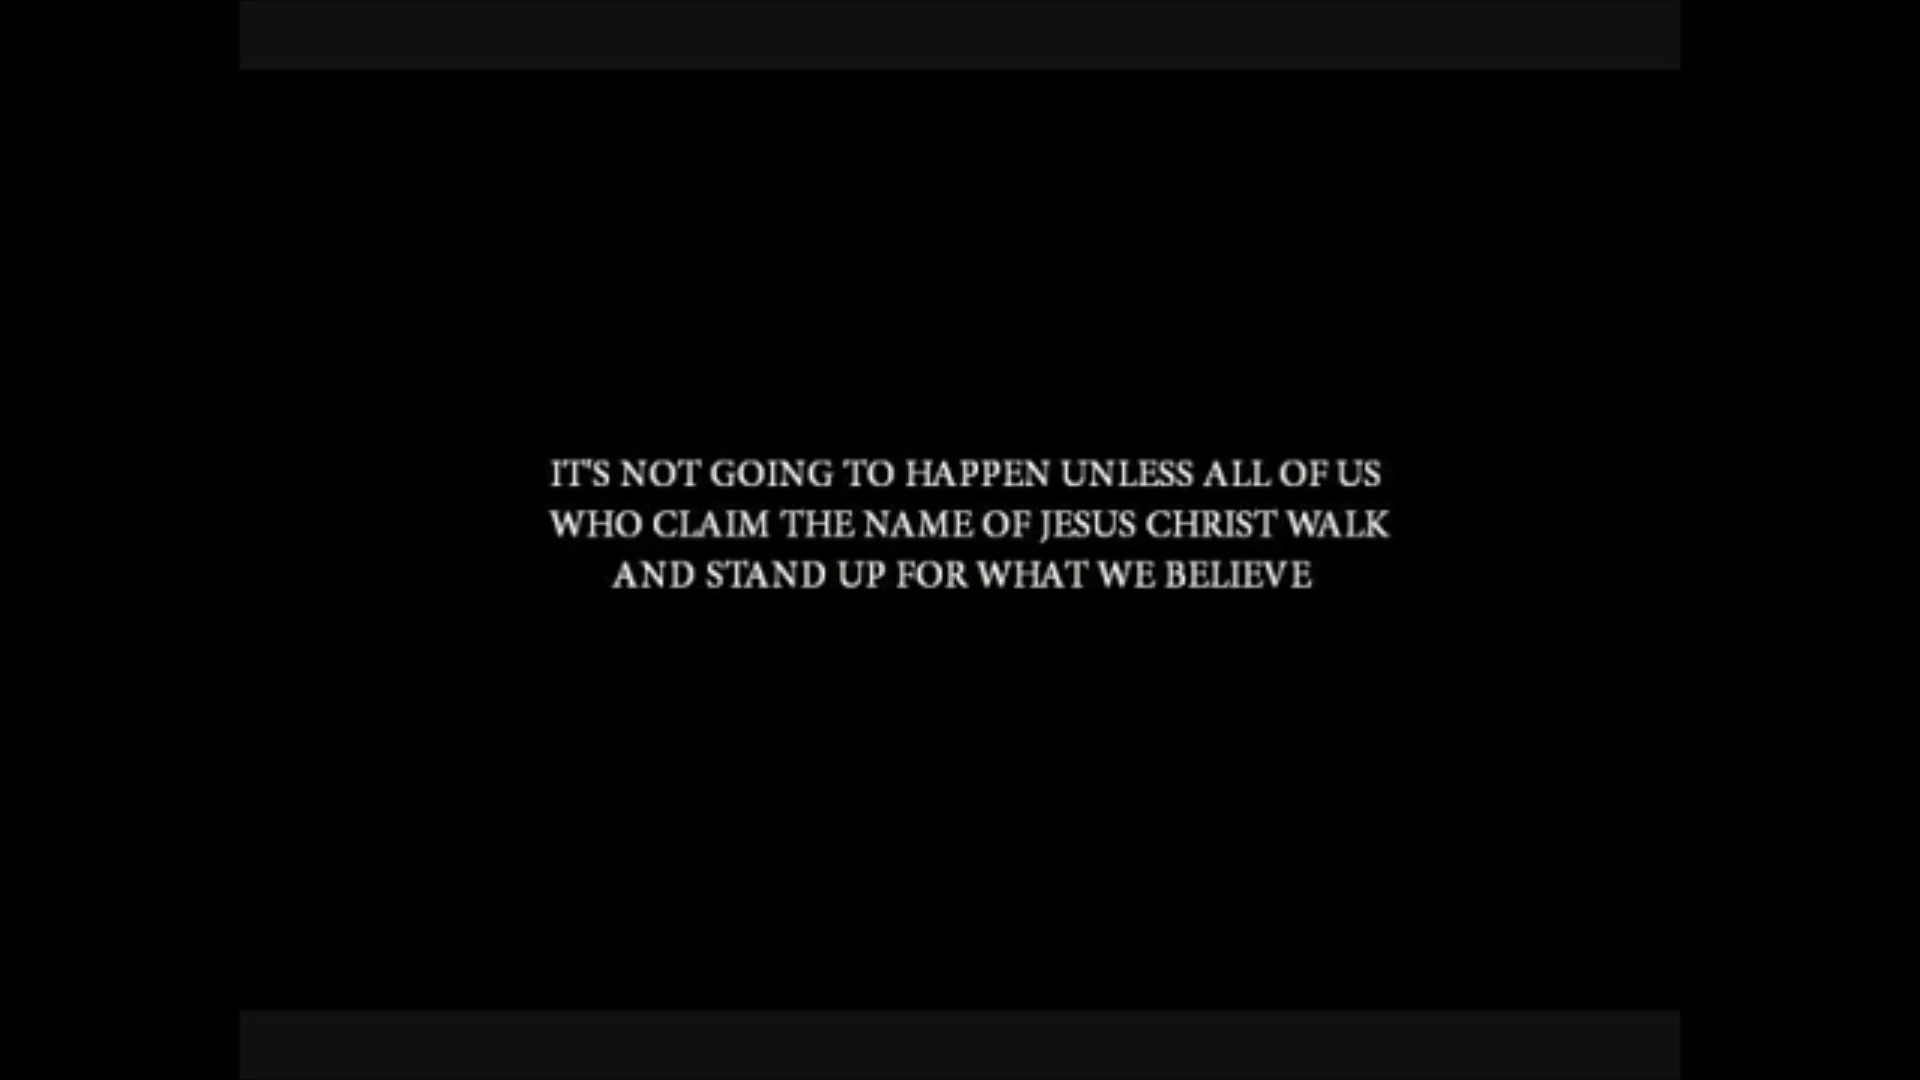 IT'S NOT GOING TO HAPPEN UNLESS ALL OF US
WHO CLAIM THE NAME OF JESUS CHRIST WALK
AND STAND UP FOR WHAT WE BELIEVE